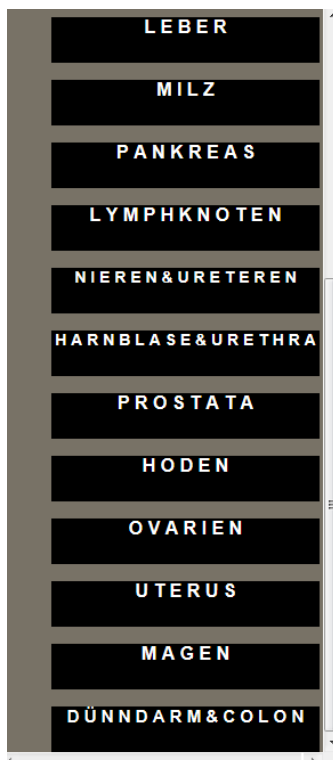 LEBER
MILZ
PANKREAS
LYMPHKNOTEN
NIEREN&URETEREN
HARNBLASE&URETHRA
PROSTATA
HODEN
OVARIEN
UTERUS
MAGEN
DÜNNDARM&COLON